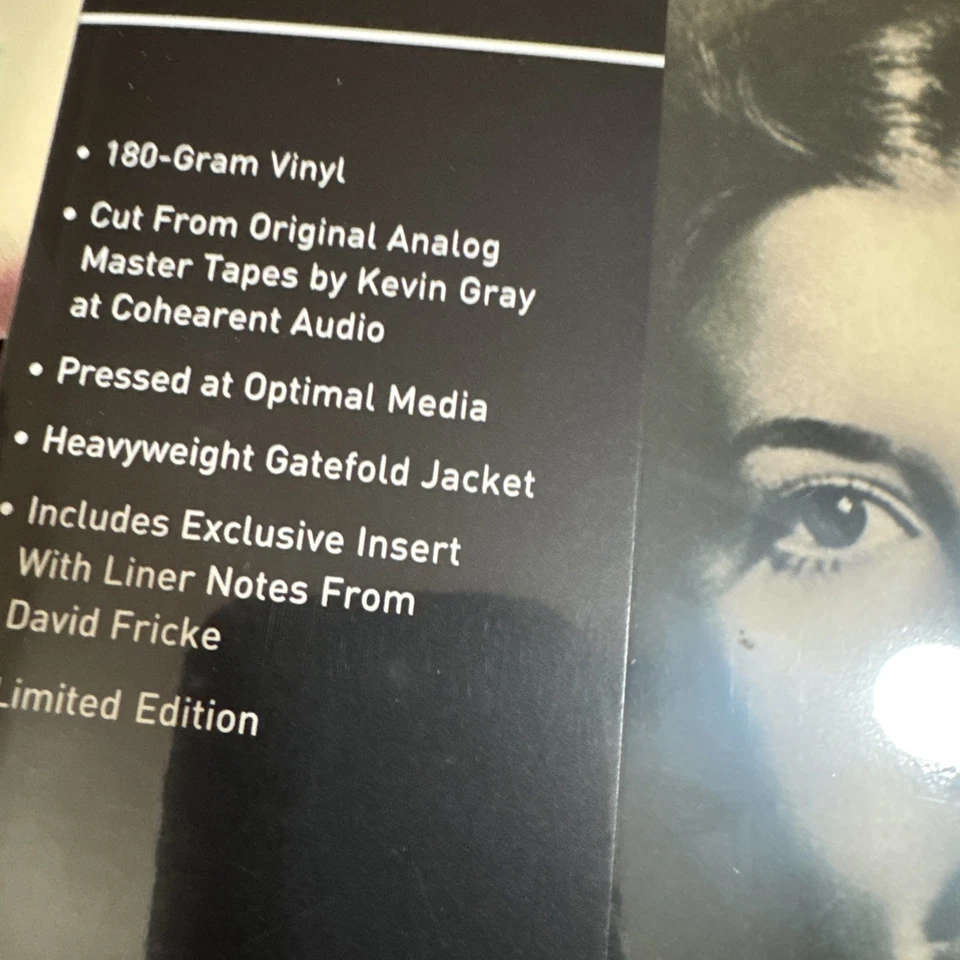 • 180-Gram Vinyl
• Cut From Original Analog
Master Tapes by Kevin Gray
at Cohearent Audio
• Pressed at Optimal Media
• Heavyweight Gatefold Jacket
• Includes Exclusive Insert
With Liner Notes From
David Fricke
Limited Edition